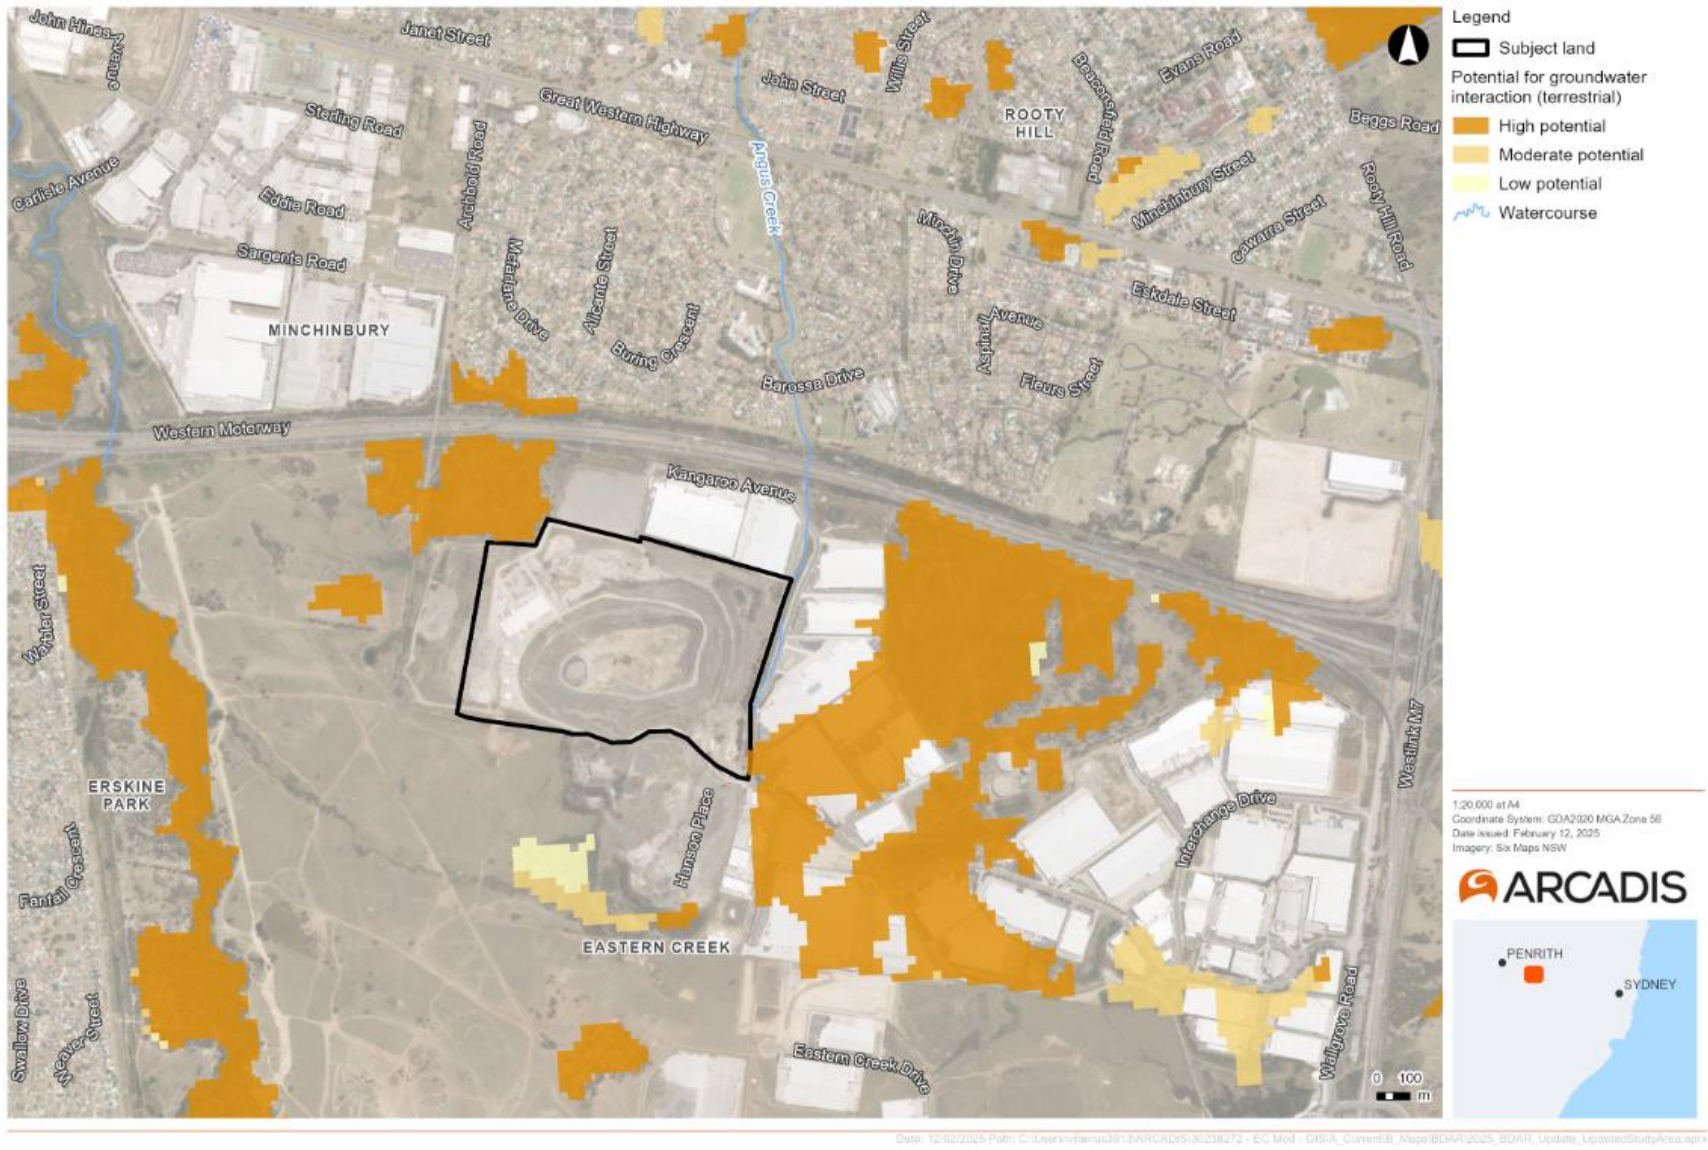 John Hines Avenue
Janet Street
Willis Street
Evans Road
Beaconsfield Road
John Street
Great Western Highway
ROOTY
HILL
Beggs Road
Sterling Road
Archbold Road
Angus Creek
Carlisle Avenue
Eddie Road
Minchinbury Street
Rooty Hill Road
Cawarra Street
Minchin Drive
Sargents Road
Mcfarlane Drive
Alicante Street
Eskdale Street
MINCHINBURY
Buring Crescent
Aspinall Avenue
Barossa Drive
Fleurs Street
Western Motorway
Kangaroo Avenue
Warbler Street
Westlink M7
ERSKINE
PARK
Hanson Place
Interchange Drive
Fantail Crescent
EASTERN CREEK
Swallow Drive
Weaver Street
Eastern Creek Drive
Wallgrove Road
0 100
m
Legend
Subject land
Potential for groundwater
interaction (terrestrial)
High potential
Moderate potential
Low potential
Watercourse
1:20,000 at A4
Coordinate System: GDA2020 MGA Zone 56
Date issued: February 12, 2025
Imagery: Six Maps NSW
ARCADIS
PENRITH
SYDNEY